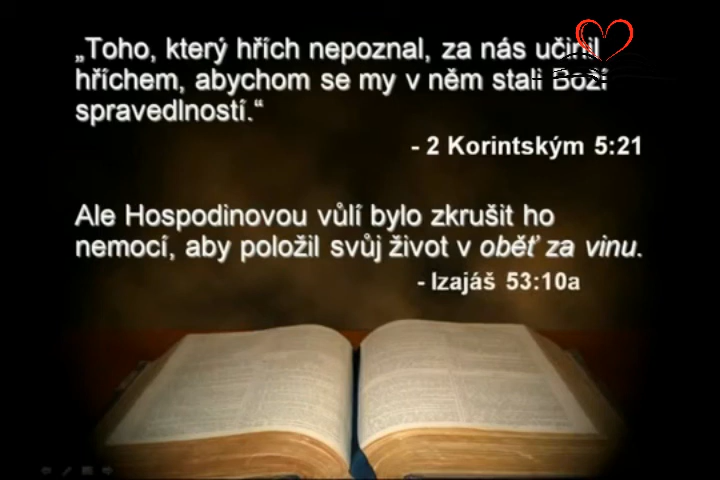 „Toho, který hřích nepoznal, za nás učinil
hříchem, abychom se my v něm stali Boží
spravedlností.“
- 2 Korintským 5:21
Ale Hospodinovou vůlí bylo zkrušit ho
nemocí, aby položil svůj život v oběť za vinu.
- Izajáš 53:10a